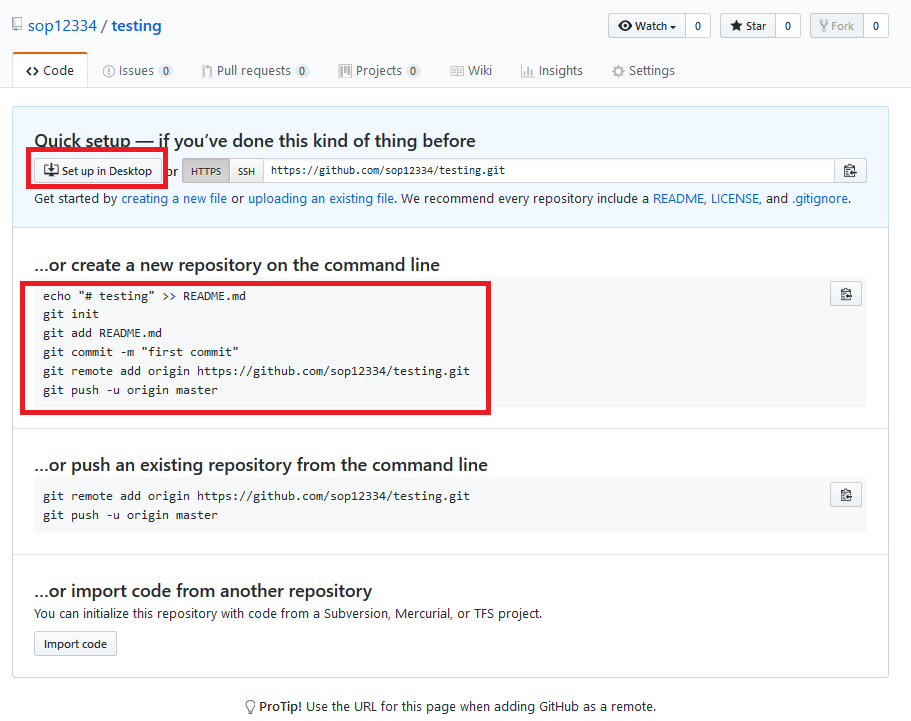 sop12334 / testing
Watch 0 Star 0 Fork 0
Code Issues 0 Pull requests 0 Projects 0 Wiki Insights Settings
Quick setup — if you’ve done this kind of thing before
Set up in Desktop or HTTPS SSH https://github.com/sop12334/testing.git
Get started by creating a new file or uploading an existing file. We recommend every repository include a README, LICENSE, and .gitignore.
…or create a new repository on the command line
echo "# testing" >> README.md
git init
git add README.md
git commit -m "first commit"
git remote add origin https://github.com/sop12334/testing.git
git push -u origin master
…or push an existing repository from the command line
git remote add origin https://github.com/sop12334/testing.git
git push -u origin master
…or import code from another repository
You can initialize this repository with code from a Subversion, Mercurial, or TFS project.
Import code
ProTip! Use the URL for this page when adding GitHub as a remote.